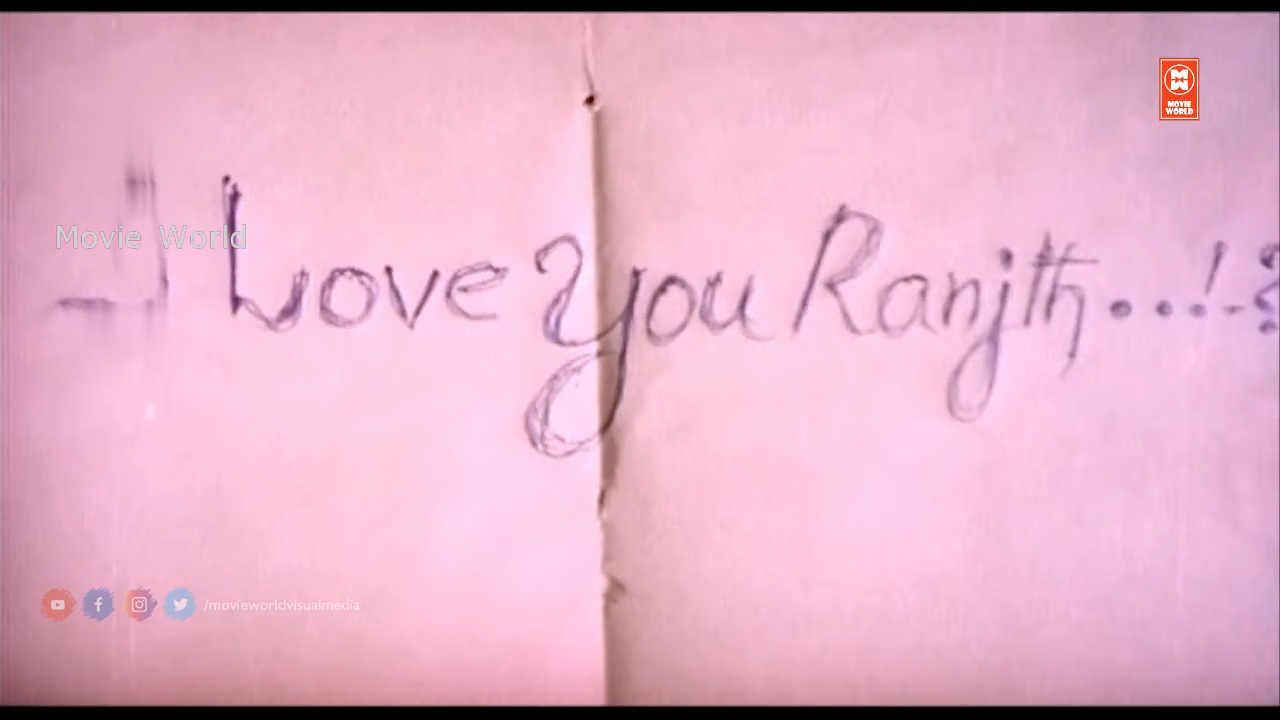 MOVIE
WORLD
Movie World
I Love you Ranjith...!
/movieworldvisualmedia